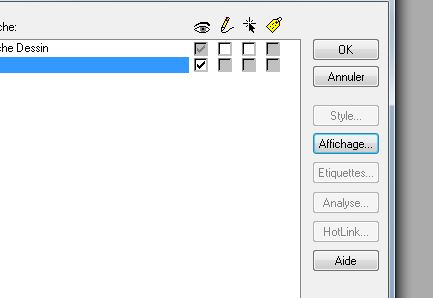 che:
che Dessin
OK
Annuler
Style...
Affichage...
Etiquettes...
Analyse...
HotLink...
Aide